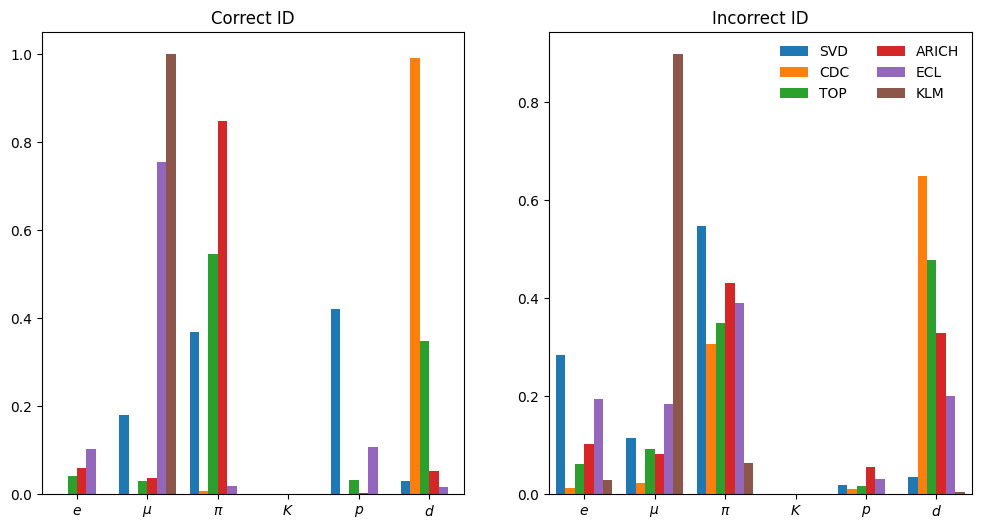 Correct ID
1.0
0.8
0.6
0.4
0.2
0.0
e μ π K p d
Incorrect ID
SVD ARICH
CDC ECL
TOP KLM
0.8
0.6
0.4
0.2
0.0
e μ π K p d